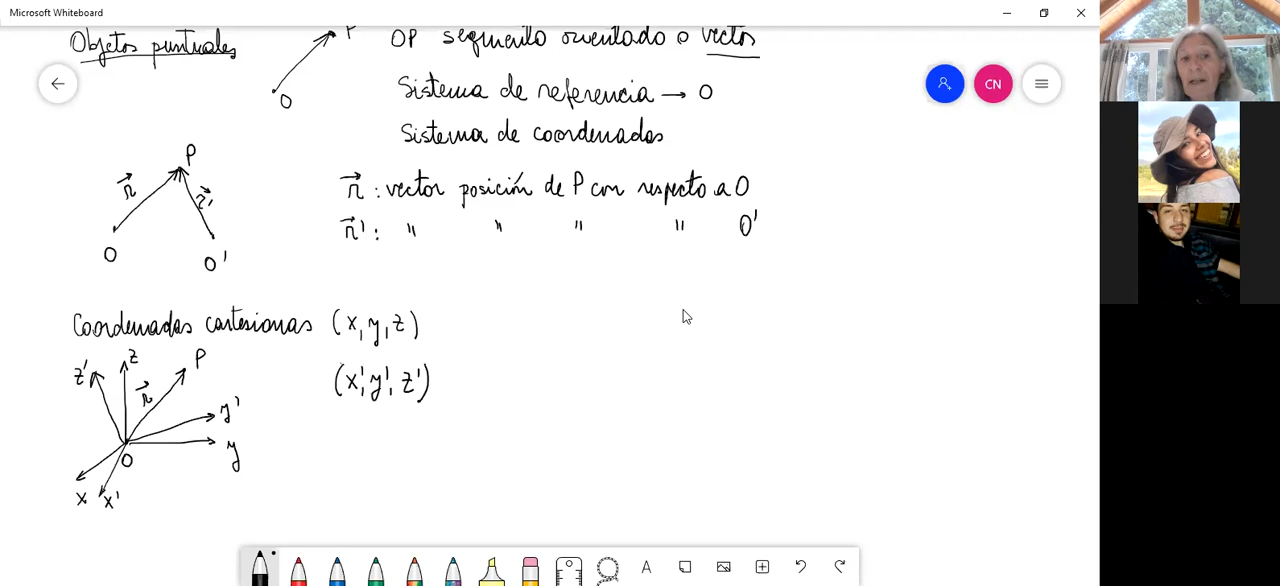 Microsoft Whiteboard
Objetos puntuales
P
O
OP segmento orientado o vector
Sistema de referencia → O
Sistema de coordenadas
CN
P
r⃗
r⃗'
O
O'
r⃗ : vector posición de P con respecto a O
r⃗' : " " " " O'
Coordenadas cartesianas (x, y, z)
(x', y', z')
z'
z
P
r⃗
y'
y
O
x
x'
A